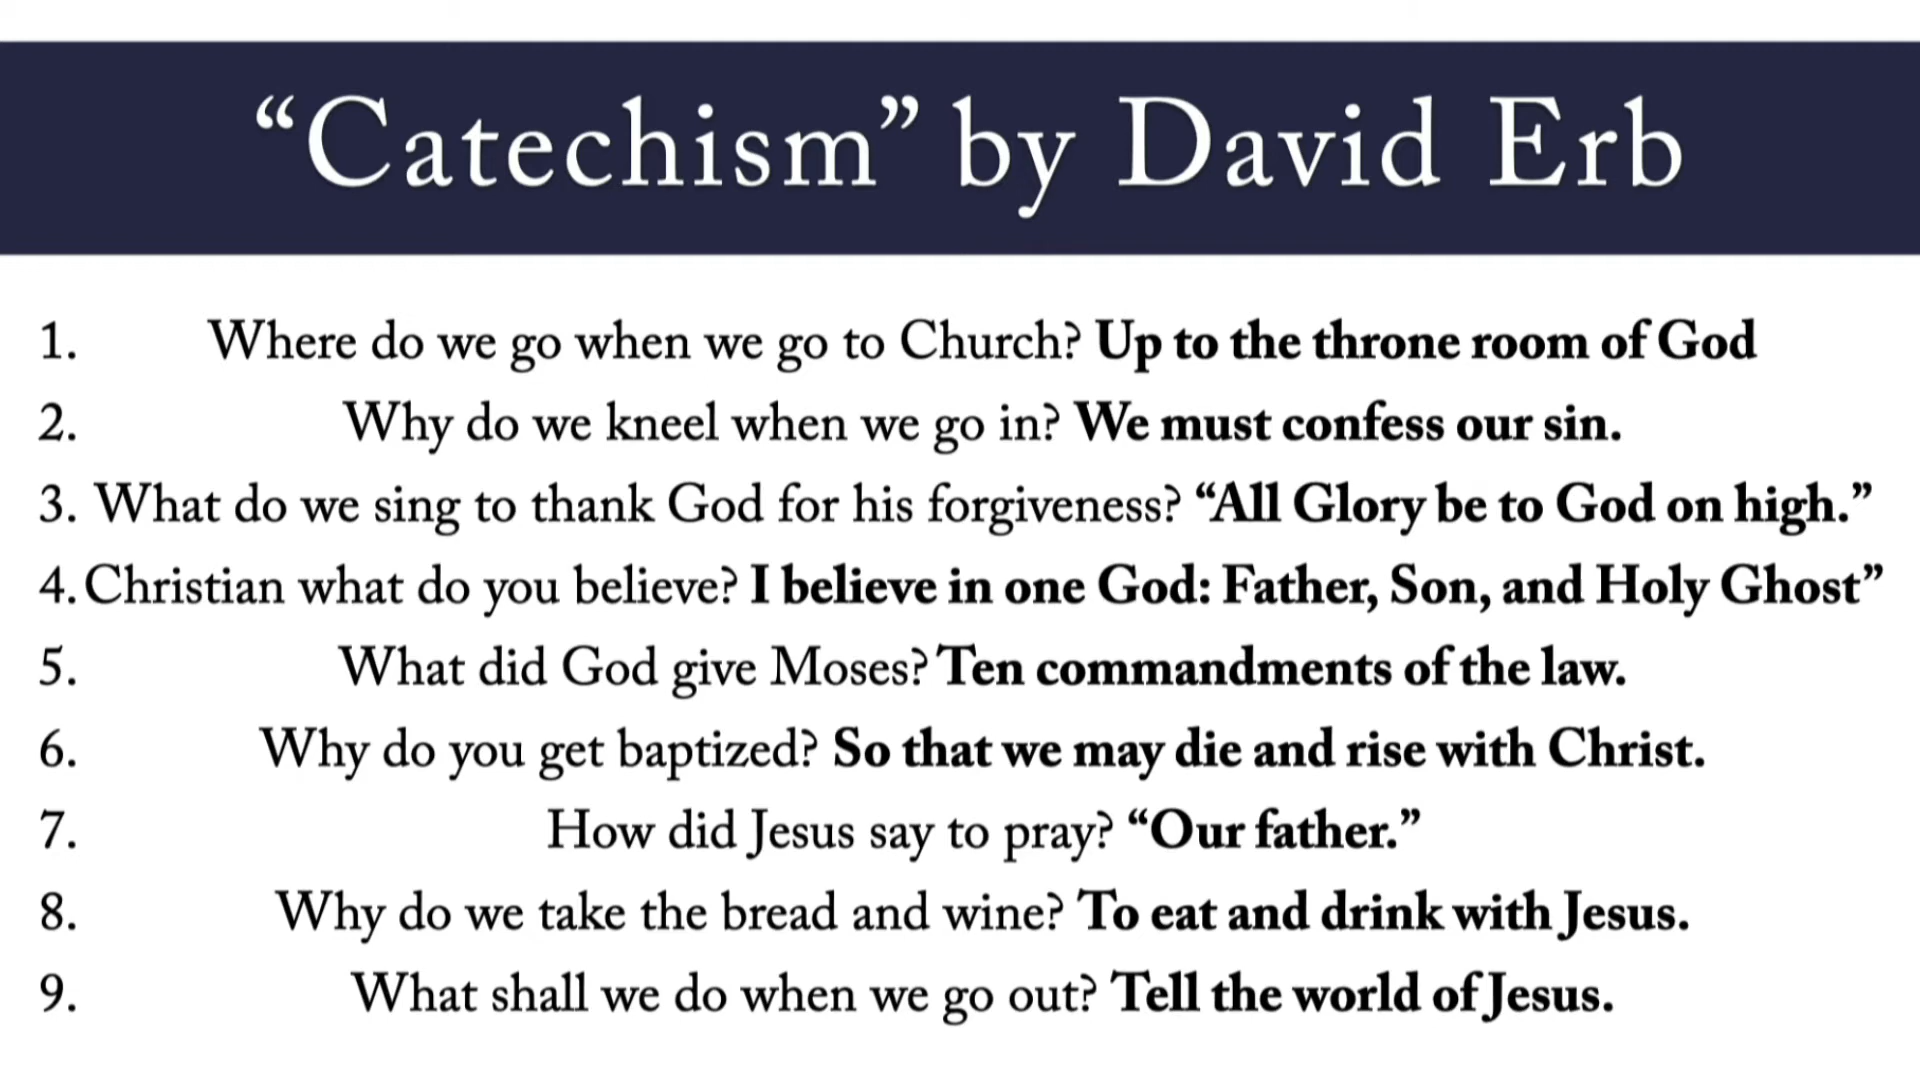 “Catechism” by David Erb
1. Where do we go when we go to Church? Up to the throne room of God
2. Why do we kneel when we go in? We must confess our sin.
3. What do we sing to thank God for his forgiveness? “All Glory be to God on high.”
4. Christian what do you believe? I believe in one God: Father, Son, and Holy Ghost”
5. What did God give Moses? Ten commandments of the law.
6. Why do you get baptized? So that we may die and rise with Christ.
7. How did Jesus say to pray? “Our father.”
8. Why do we take the bread and wine? To eat and drink with Jesus.
9. What shall we do when we go out? Tell the world of Jesus.